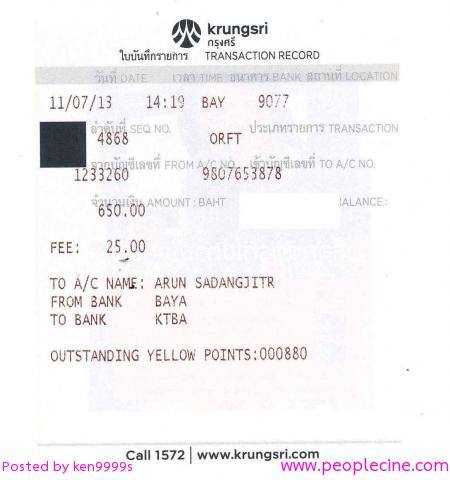 krungsri
กรุงศรี
ใบบันทึกรายการ TRANSACTION RECORD
วันที่ DATE เวลา TIME ธนาคาร BANK สถานที่ LOCATION
11/07/13 14:19 BAY 9077
ลำดับที่ SEQ NO. ประเภทรายการ TRANSACTION
4868 ORFT
จากบัญชีเลขที่ FROM A/C NO. เข้าบัญชีเลขที่ TO A/C NO.
1233260 9807653878
จำนวนเงิน AMOUNT : BAHT ALANCE :
650.00
FEE: 25.00
TO A/C NAME: ARUN SADANGJITR
FROM BANK BAYA
TO BANK KTBA
OUTSTANDING YELLOW POINTS:000880
Call 1572 | www.krungsri.com
Posted by ken9999s www.peoplecine.com